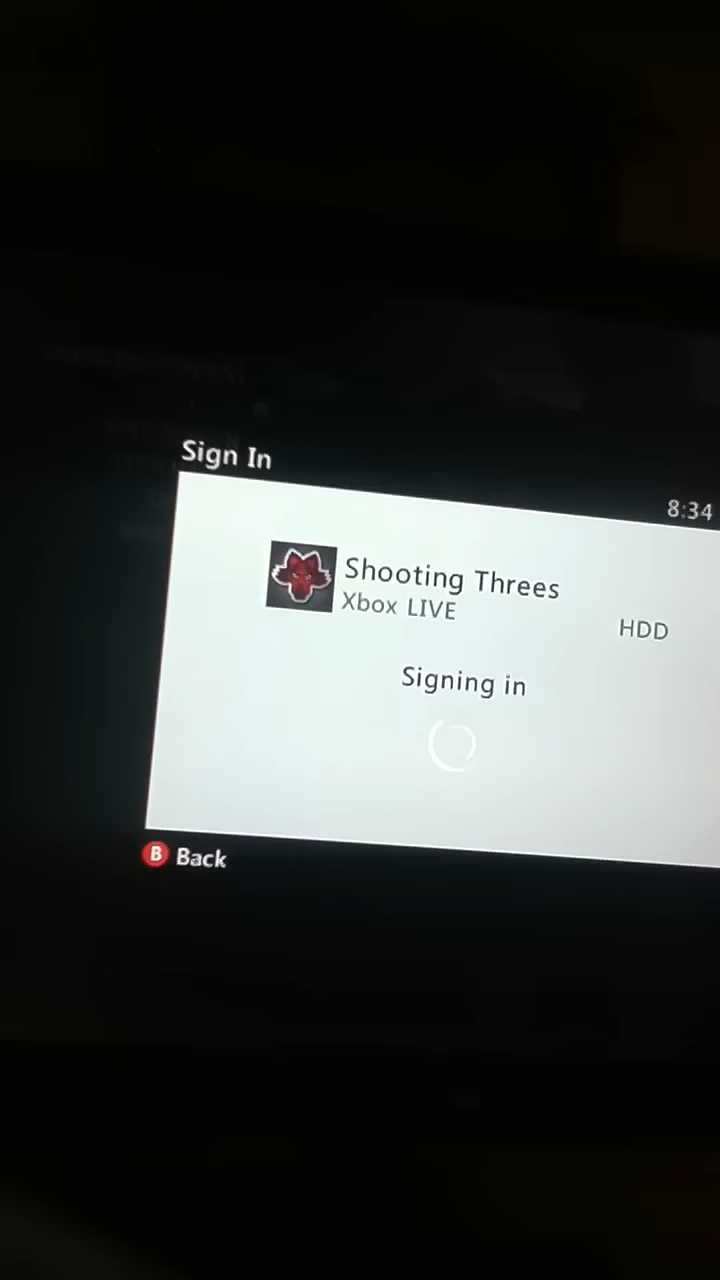 Sign In
8:34
Shooting Threes
Xbox LIVE
HDD
Signing in
B Back